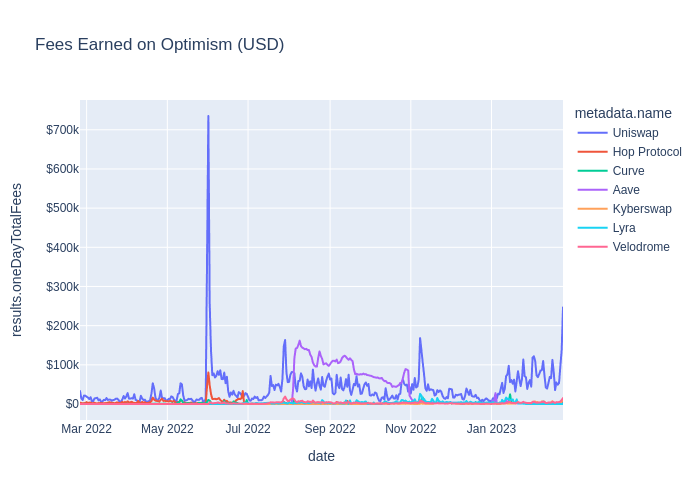 Fees Earned on Optimism (USD)
metadata.name
Uniswap
Hop Protocol
Curve
Aave
Kyberswap
Lyra
Velodrome
results.oneDayTotalFees
$700k
$600k
$500k
$400k
$300k
$200k
$100k
$0
Mar 2022 May 2022 Jul 2022 Sep 2022 Nov 2022 Jan 2023
date